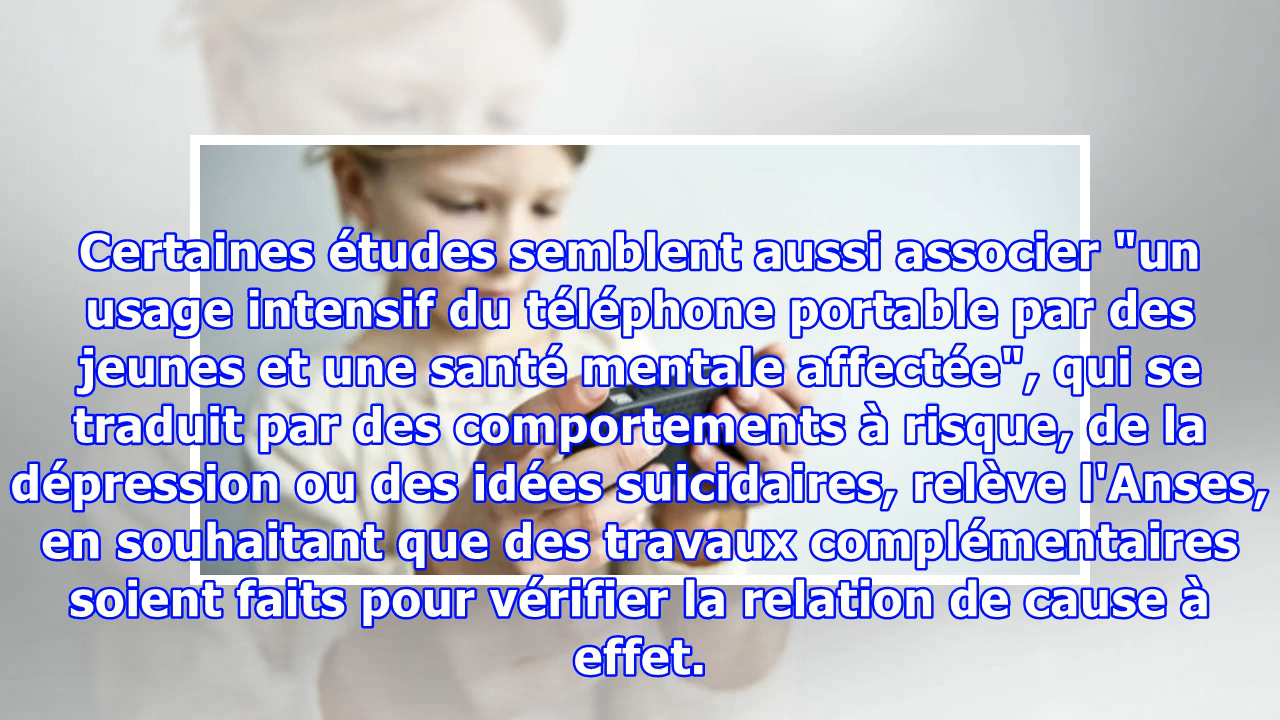 Certaines études semblent aussi associer "un
usage intensif du téléphone portable par des
jeunes et une santé mentale affectée", qui se
traduit par des comportements à risque, de la
dépression ou des idées suicidaires, relève l'Anses,
en souhaitant que des travaux complémentaires
soient faits pour vérifier la relation de cause à
effet.